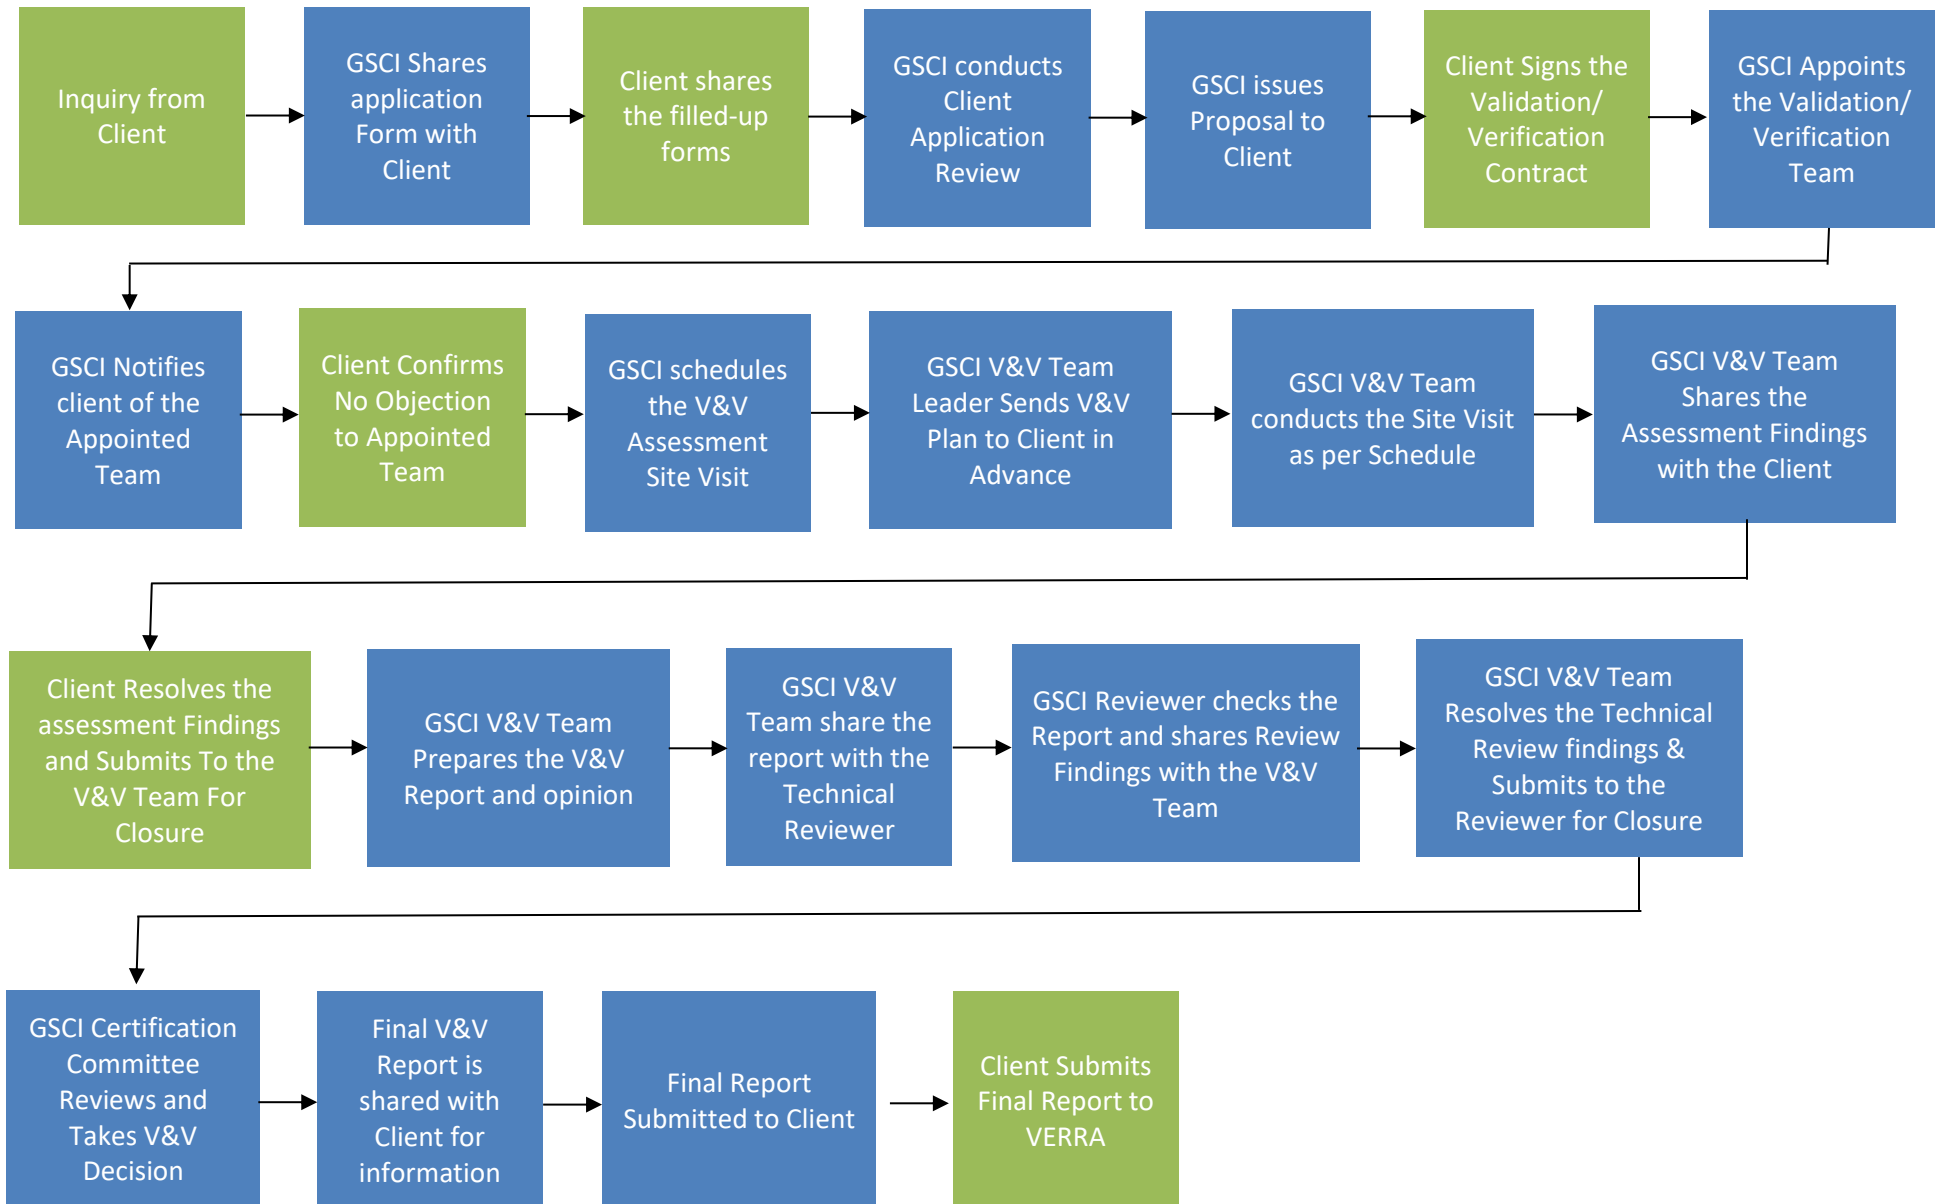 Inquiry from
Client
GSCI Shares
application
Form with
Client
Client shares
the filled-up
forms
GSCI conducts
Client
Application
Review
GSCI issues
Proposal to
Client
Client Signs the
Validation/
Verification
Contract
GSCI Appoints
the Validation/
Verification
Team
GSCI Notifies
client of the
Appointed
Team
Client Confirms
No Objection
to Appointed
Team
GSCI schedules
the V&V
Assessment
Site Visit
GSCI V&V Team
Leader Sends V&V
Plan to Client in
Advance
GSCI V&V Team
conducts the Site Visit
as per Schedule
GSCI V&V Team
Shares the
Assessment Findings
with the Client
Client Resolves the
assessment Findings
and Submits To the
V&V Team For
Closure
GSCI V&V Team
Prepares the V&V
Report and opinion
GSCI V&V
Team share the
report with the
Technical
Reviewer
GSCI Reviewer checks the
Report and shares Review
Findings with the V&V
Team
GSCI V&V Team
Resolves the Technical
Review findings &
Submits to the
Reviewer for Closure
GSCI Certification
Committee
Reviews and
Takes V&V
Decision
Final V&V
Report is
shared with
Client for
information
Final Report
Submitted to Client
Client Submits
Final Report to
VERRA